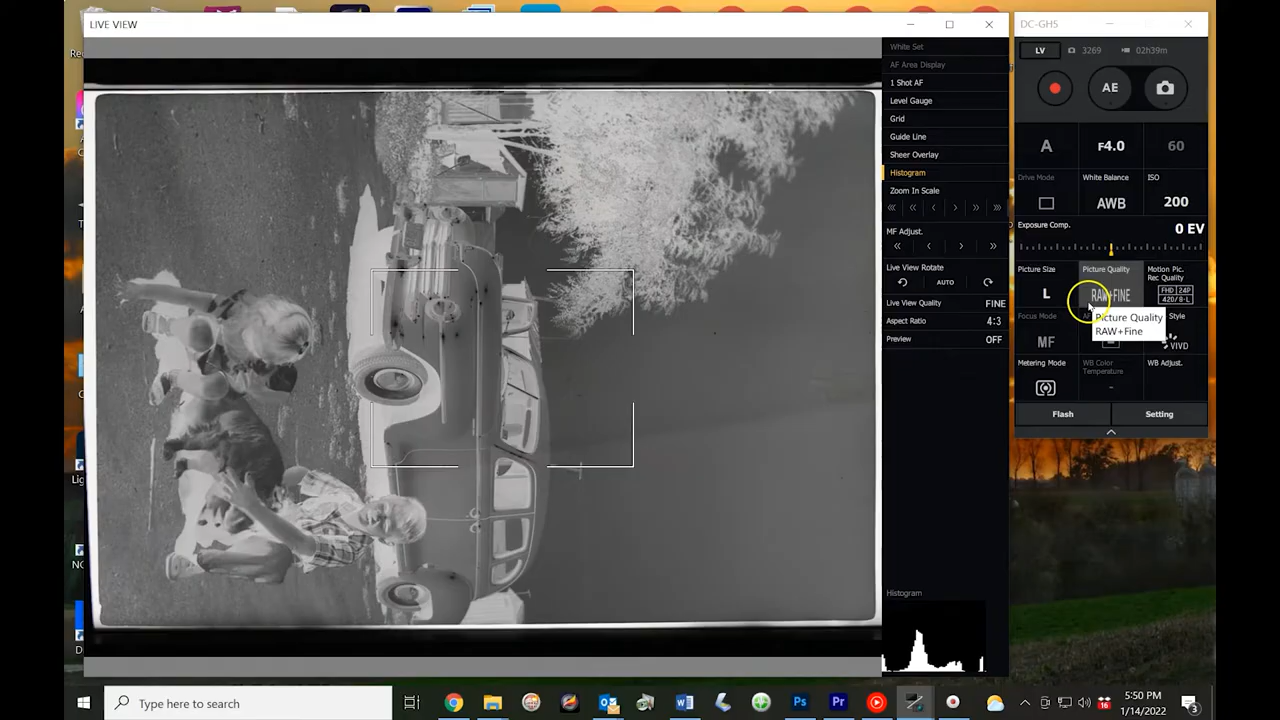 LIVE VIEW
White Set
AF Area Display
1 Shot AF
Level Gauge
Grid
Guide Line
Sheer Overlay
Histogram
Zoom In Scale
MF Adjust.
Live View Rotate
AUTO
Live View Quality FINE
Aspect Ratio 4:3
Preview OFF
Histogram
DC-GH5
LV 3269 02h39m
AE
A F4.0 60
Drive Mode White Balance ISO
AWB 200
Exposure Comp. 0 EV
Picture Size Picture Quality Motion Pic. Rec Quality
L RAW+FINE FHD 24P 420/8-L
Focus Mode AF Style
Picture Quality
RAW+Fine
MF VIVD
Metering Mode WB Color Temperature WB Adjust.
-
Flash Setting
Type here to search
5:50 PM
1/14/2022
16
3